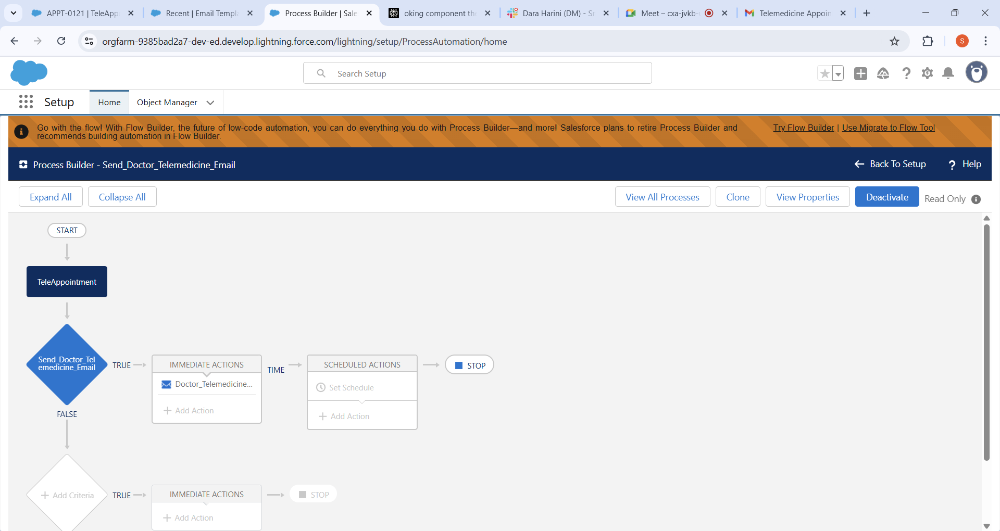 APPT-0121 | TeleApp
Recent | Email Templa
Process Builder | Sale
oking component th
Dara Harini (DM) - Sr
Meet – cxa-jvkb-
Telemedicine Appoin
orgfarm-9385bad2a7-dev-ed.develop.lightning.force.com/lightning/setup/ProcessAutomation/home
S
Search Setup
Setup
Home
Object Manager
Go with the flow! With Flow Builder, the future of low-code automation, you can do everything you do with Process Builder—and more! Salesforce plans to retire Process Builder and
recommends building automation in Flow Builder.
Try Flow Builder | Use Migrate to Flow Tool
Process Builder - Send_Doctor_Telemedicine_Email
Back To Setup
? Help
Expand All
Collapse All
View All Processes
Clone
View Properties
Deactivate
Read Only
START
TeleAppointment
Send_Doctor_Tel
emedicine_Email
TRUE
IMMEDIATE ACTIONS
Doctor_Telemedicine...
+ Add Action
TIME
SCHEDULED ACTIONS
Set Schedule
+ Add Action
STOP
FALSE
+ Add Criteria
TRUE
IMMEDIATE ACTIONS
+ Add Action
STOP